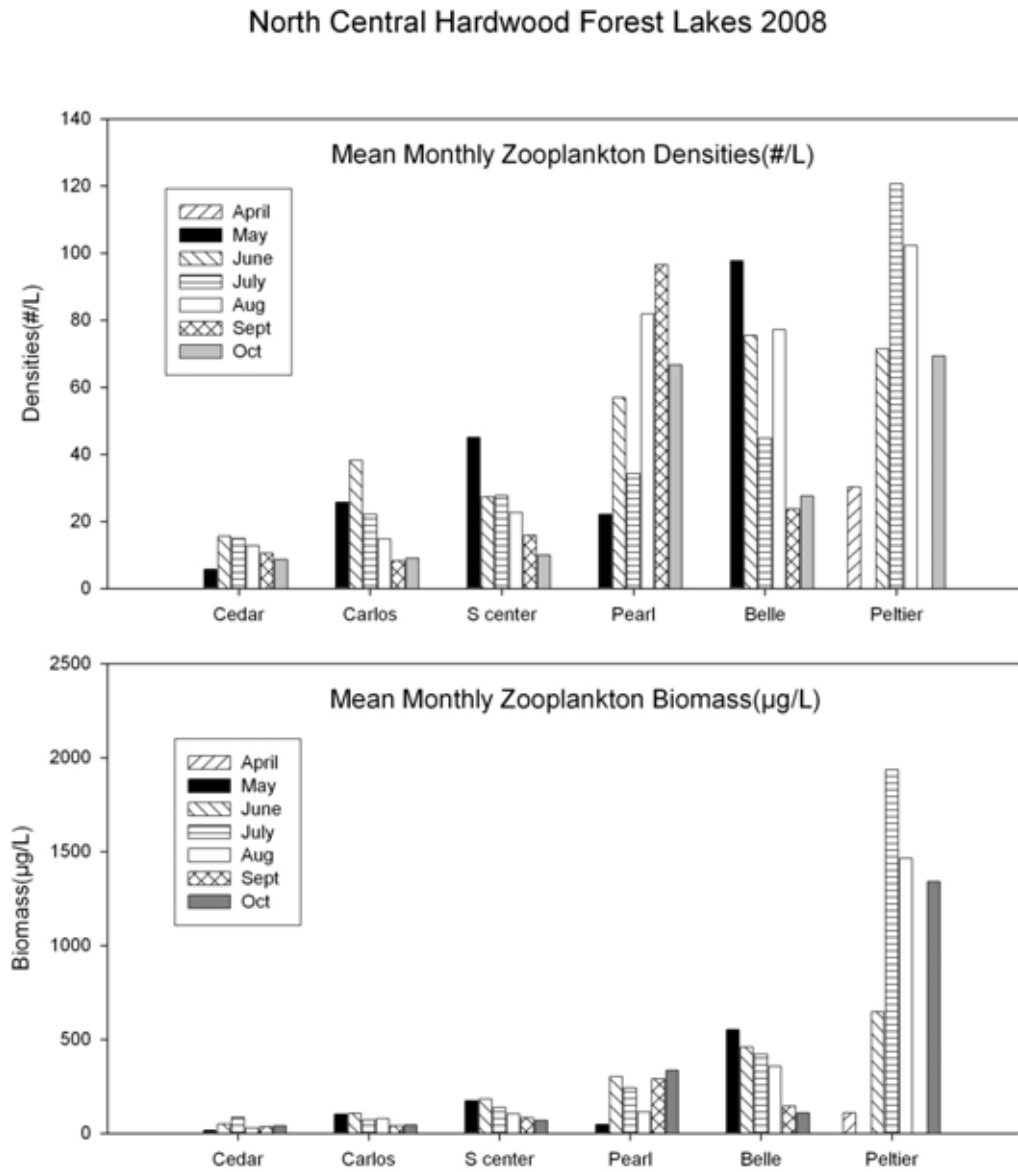 North Central Hardwood Forest Lakes 2008
Mean Monthly Zooplankton Densities(#/L)
140
120
100
80
60
40
20
0
Densities(#/L)
April
May
June
July
Aug
Sept
Oct
Cedar Carlos S center Pearl Belle Peltier
Mean Monthly Zooplankton Biomass(µg/L)
2500
2000
1500
1000
500
0
Biomass(µg/L)
April
May
June
July
Aug
Sept
Oct
Cedar Carlos S center Pearl Belle Peltier